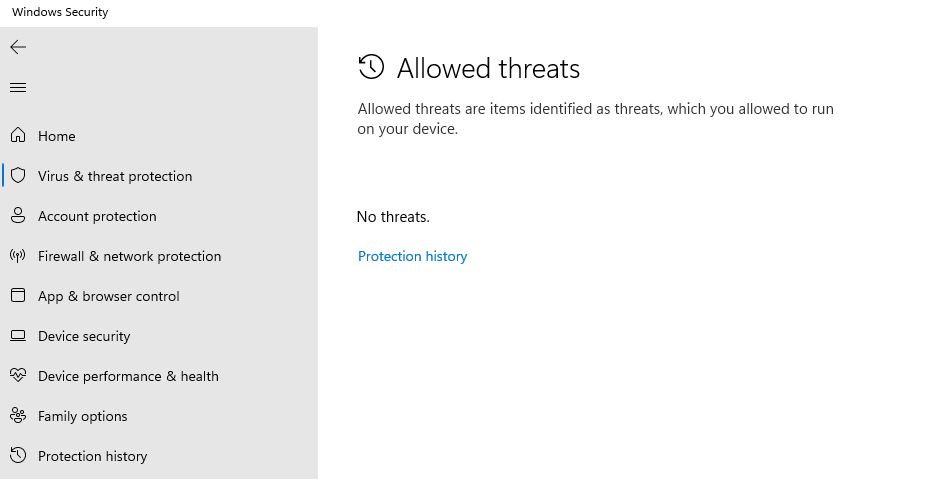 Windows Security
Home
Virus & threat protection
Account protection
Firewall & network protection
App & browser control
Device security
Device performance & health
Family options
Protection history
Allowed threats
Allowed threats are items identified as threats, which you allowed to run
on your device.
No threats.
Protection history